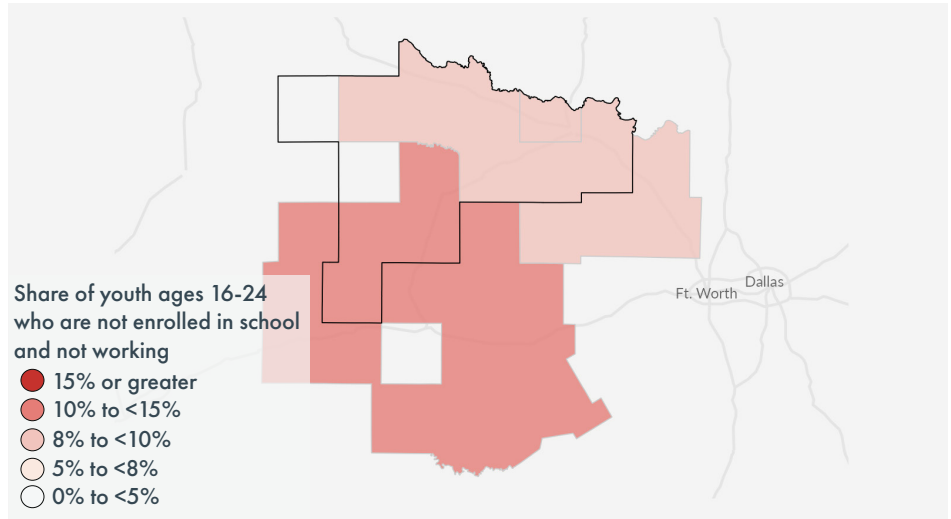 Ft. Worth
Dallas
Share of youth ages 16-24
who are not enrolled in school
and not working
15% or greater
10% to <15%
8% to <10%
5% to <8%
0% to <5%